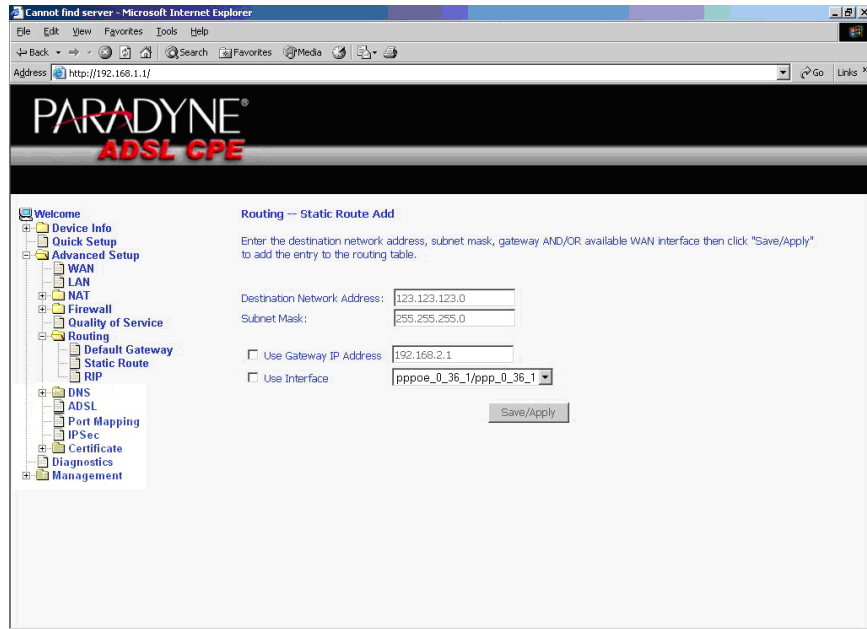 Cannot find server - Microsoft Internet Explorer
File Edit View Favorites Tools Help
Back Search Favorites Media
Address http://192.168.1.1/ Go Links »
PARADYNE®
ADSL CPE
Welcome
Device Info
Quick Setup
Advanced Setup
WAN
LAN
NAT
Firewall
Quality of Service
Routing
Default Gateway
Static Route
RIP
DNS
ADSL
Port Mapping
IPSec
Certificate
Diagnostics
Management
Routing -- Static Route Add
Enter the destination network address, subnet mask, gateway AND/OR available WAN interface then click "Save/Apply"
to add the entry to the routing table.
Destination Network Address: 123.123.123.0
Subnet Mask: 255.255.255.0
Use Gateway IP Address 192.168.2.1
Use Interface pppoe_0_36_1/ppp_0_36_1
Save/Apply